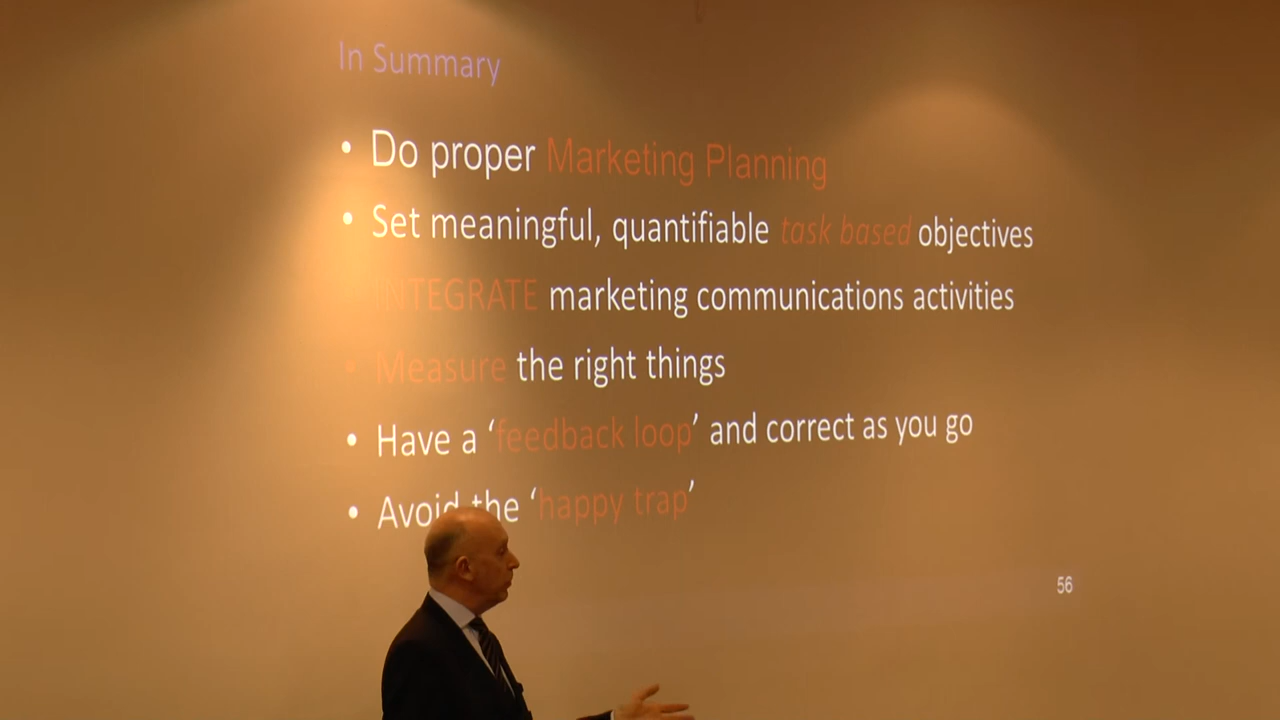 In Summary
• Do proper Marketing Planning
• Set meaningful, quantifiable task based objectives
• INTEGRATE marketing communications activities
• Measure the right things
• Have a ‘feedback loop’ and correct as you go
• Avoid the ‘happy trap’
56